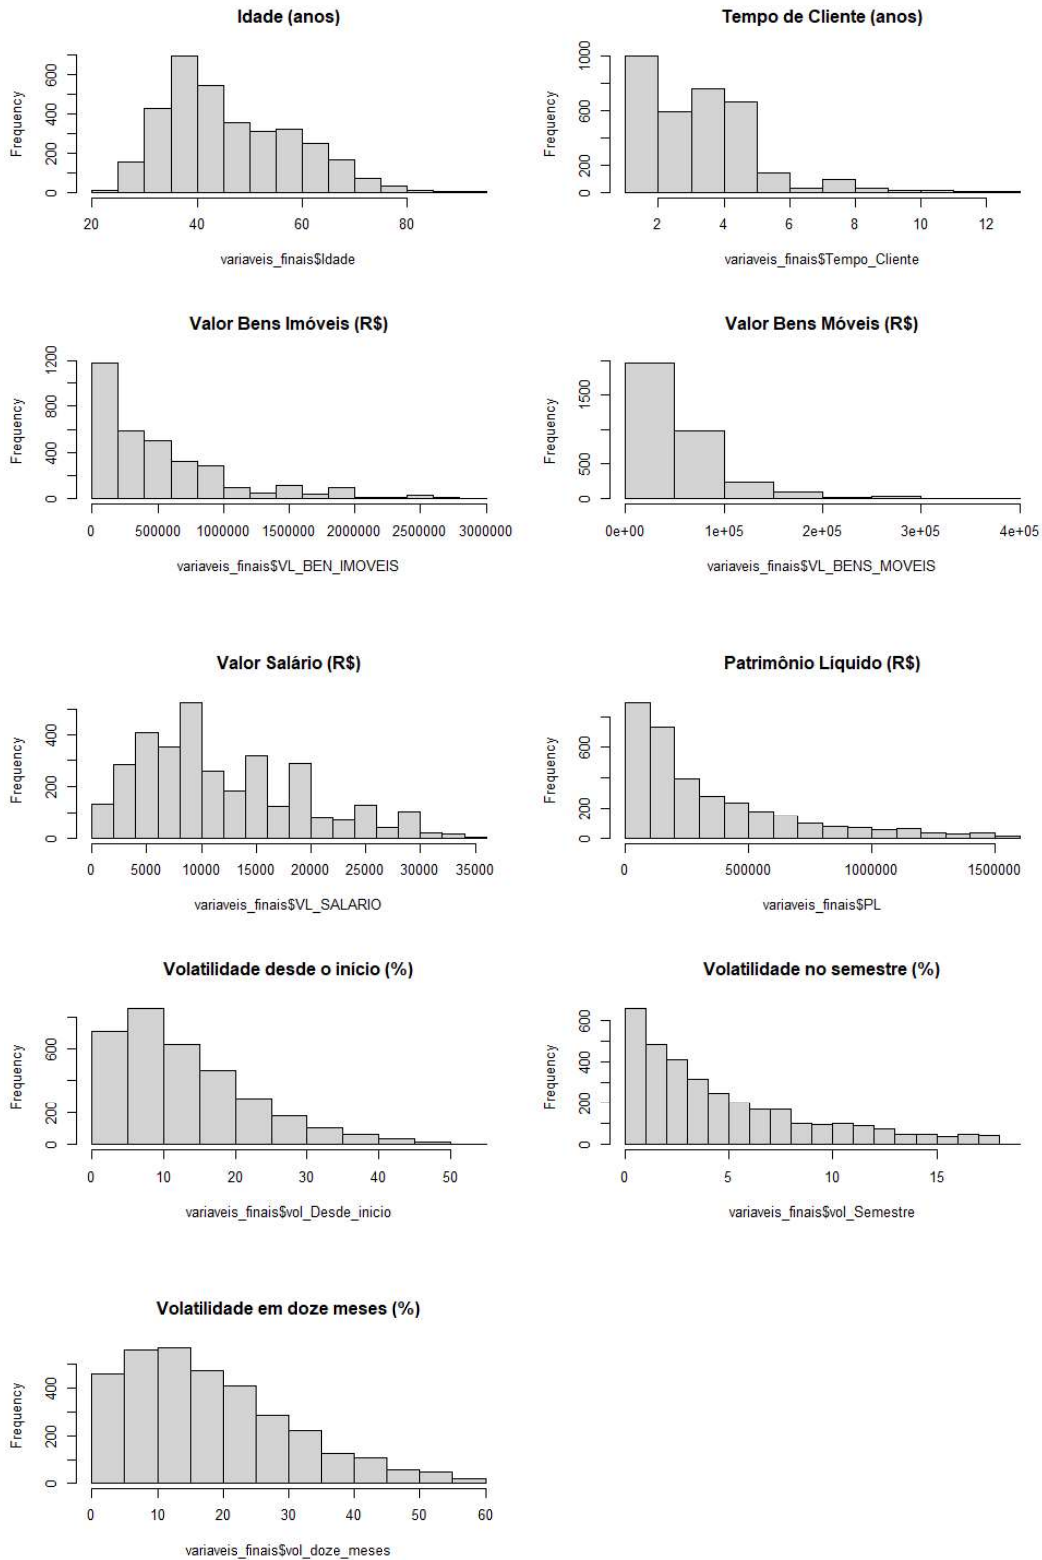 Idade (anos)
Frequency
0 200 400 600
20 40 60 80
variaveis_finais$Idade
Tempo de Cliente (anos)
Frequency
0 200 600 1000
2 4 6 8 10 12
variaveis_finais$Tempo_Cliente
Valor Bens Imóveis (R$)
Frequency
0 400 800 1200
0 500000 1000000 1500000 2000000 2500000 3000000
variaveis_finais$VL_BEN_IMOVEIS
Valor Bens Móveis (R$)
Frequency
0 500 1500
0e+00 1e+05 2e+05 3e+05 4e+05
variaveis_finais$VL_BENS_MOVEIS
Valor Salário (R$)
Frequency
0 200 400
0 5000 10000 15000 20000 25000 30000 35000
variaveis_finais$VL_SALARIO
Patrimônio Líquido (R$)
Frequency
0 200 600
0 500000 1000000 1500000
variaveis_finais$PL
Volatilidade desde o início (%)
Frequency
0 200 600
0 10 20 30 40 50
variaveis_finais$vol_Desde_inicio
Volatilidade no semestre (%)
Frequency
0 200 400 600
0 5 10 15
variaveis_finais$vol_Semestre
Volatilidade em doze meses (%)
Frequency
0 200 400
0 10 20 30 40 50 60
variaveis_finais$vol_doze_meses